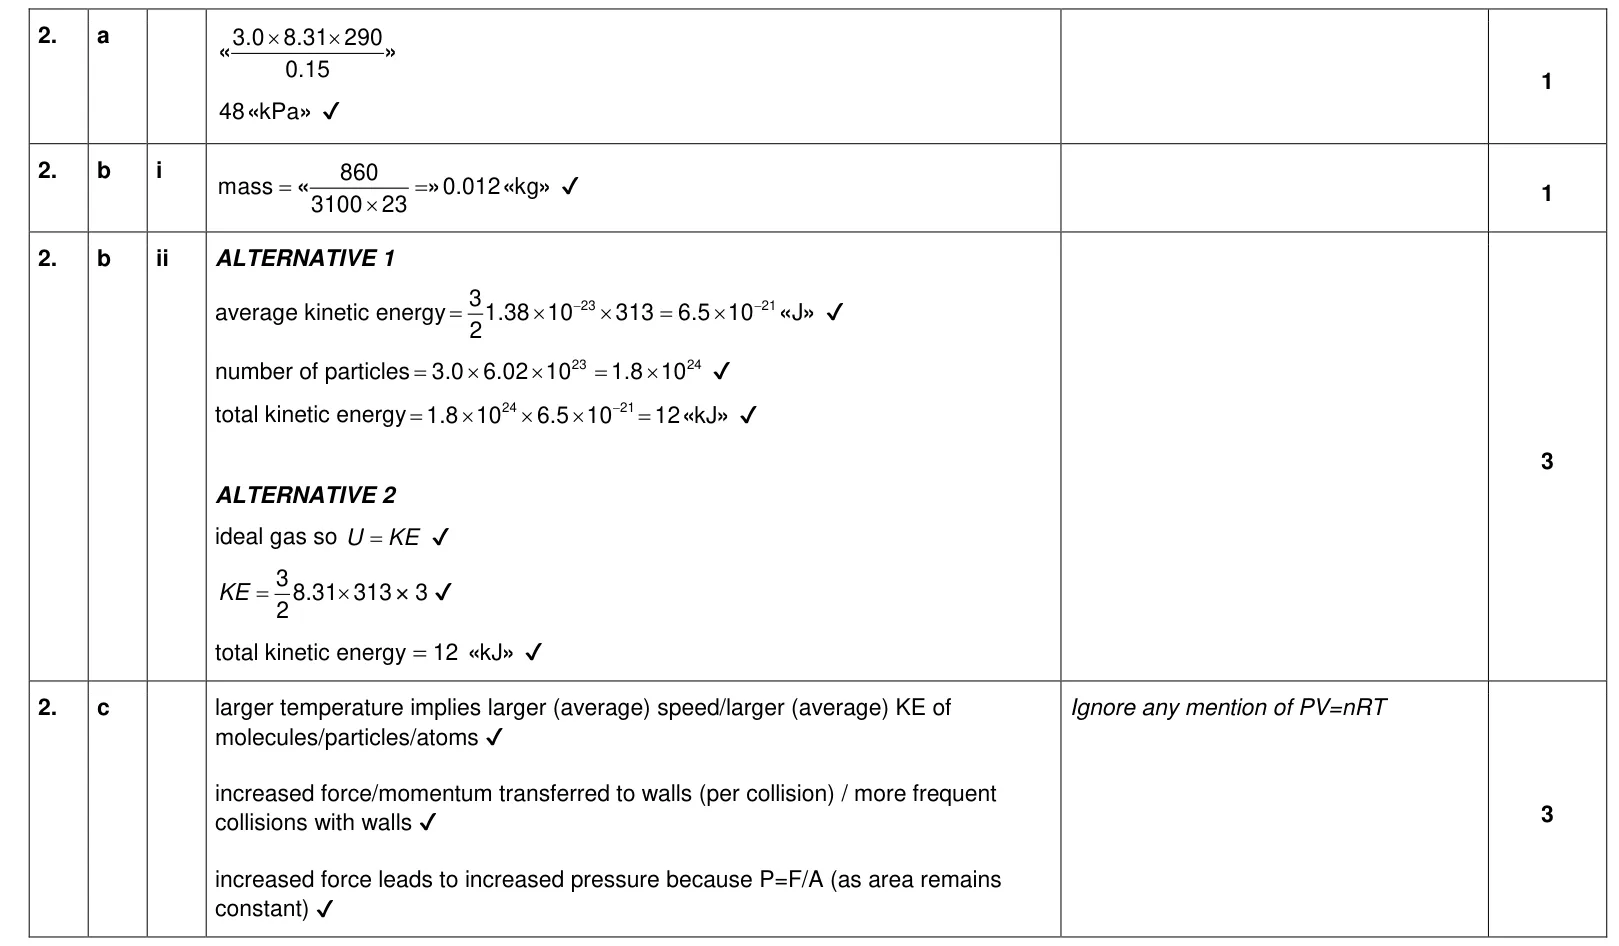 2. a «3.0×8.31×290
0.15» 1
48 «kPa» ✓
2. b i mass = «860
3100×23 =» 0.012 «kg» ✓ 1
2. b ii ALTERNATIVE 1
average kinetic energy = 3/2 1.38×10⁻²³×313 = 6.5×10⁻²¹ «J» ✓
number of particles = 3.0×6.02×10²³ = 1.8×10²⁴ ✓
total kinetic energy = 1.8×10²⁴×6.5×10⁻²¹ = 12 «kJ» ✓
3
ALTERNATIVE 2
ideal gas so U = KE ✓
KE = 3/2 8.31×313 × 3 ✓
total kinetic energy = 12 «kJ» ✓
2. c larger temperature implies larger (average) speed/larger (average) KE of
molecules/particles/atoms ✓
increased force/momentum transferred to walls (per collision) / more frequent
collisions with walls ✓
increased force leads to increased pressure because P=F/A (as area remains
constant) ✓
Ignore any mention of PV=nRT
3